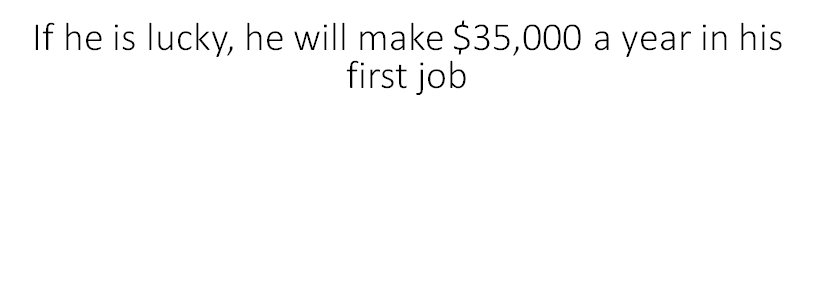 If he is lucky, he will make $35,000 a year in his
first job